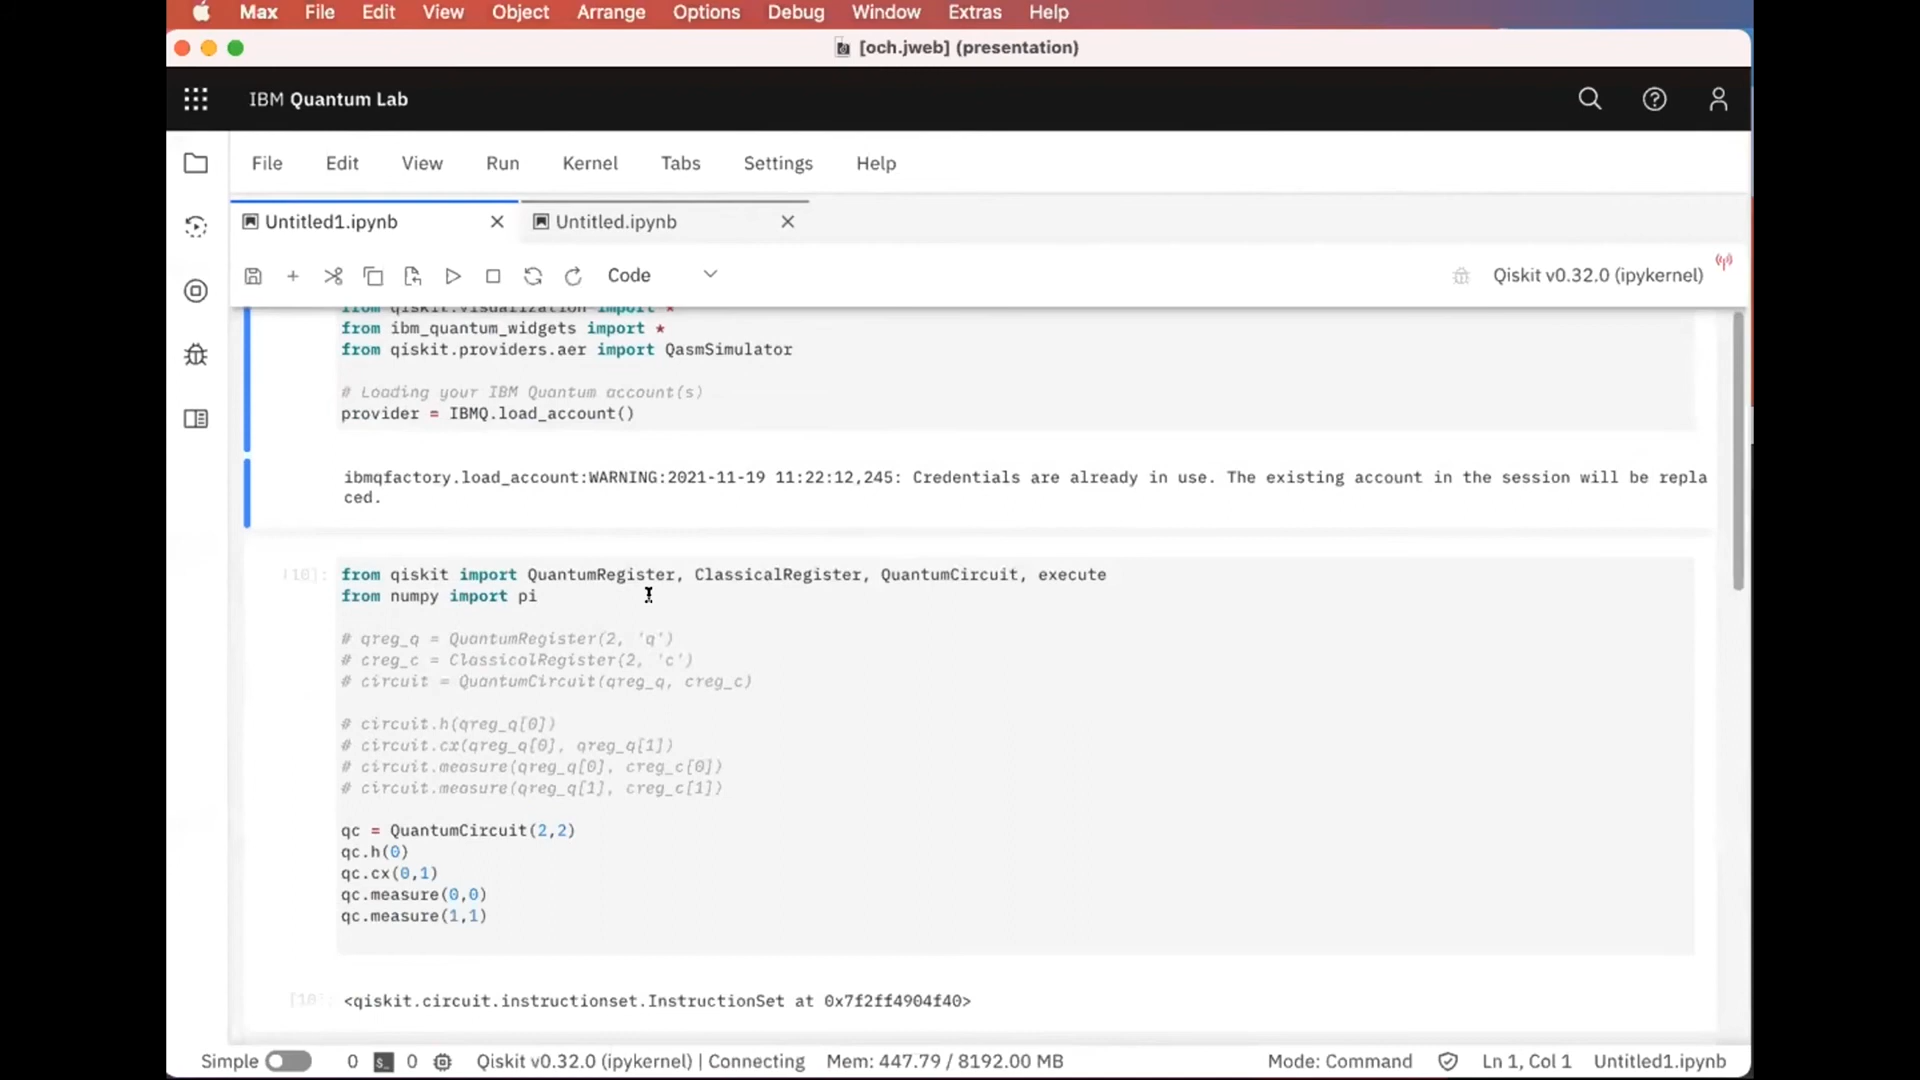 Max File Edit View Object Arrange Options Debug Window Extras Help
[och.jweb] (presentation)
IBM Quantum Lab
File Edit View Run Kernel Tabs Settings Help
Untitled1.ipynb Untitled.ipynb
Code Qiskit v0.32.0 (ipykernel)
from qiskit.visualization import *
from ibm_quantum_widgets import *
from qiskit.providers.aer import QasmSimulator
# Loading your IBM Quantum account(s)
provider = IBMQ.load_account()
ibmqfactory.load_account:WARNING:2021-11-19 11:22:12,245: Credentials are already in use. The existing account in the session will be repla
ced.
[10]: from qiskit import QuantumRegister, ClassicalRegister, QuantumCircuit, execute
from numpy import pi
# qreg_q = QuantumRegister(2, 'q')
# creg_c = ClassicalRegister(2, 'c')
# circuit = QuantumCircuit(qreg_q, creg_c)
# circuit.h(qreg_q[0])
# circuit.cx(qreg_q[0], qreg_q[1])
# circuit.measure(qreg_q[0], creg_c[0])
# circuit.measure(qreg_q[1], creg_c[1])
qc = QuantumCircuit(2,2)
qc.h(0)
qc.cx(0,1)
qc.measure(0,0)
qc.measure(1,1)
[10]: <qiskit.circuit.instructionset.InstructionSet at 0x7f2ff4904f40>
Simple 0 $_ 0 Qiskit v0.32.0 (ipykernel) | Connecting Mem: 447.79 / 8192.00 MB Mode: Command Ln 1, Col 1 Untitled1.ipynb